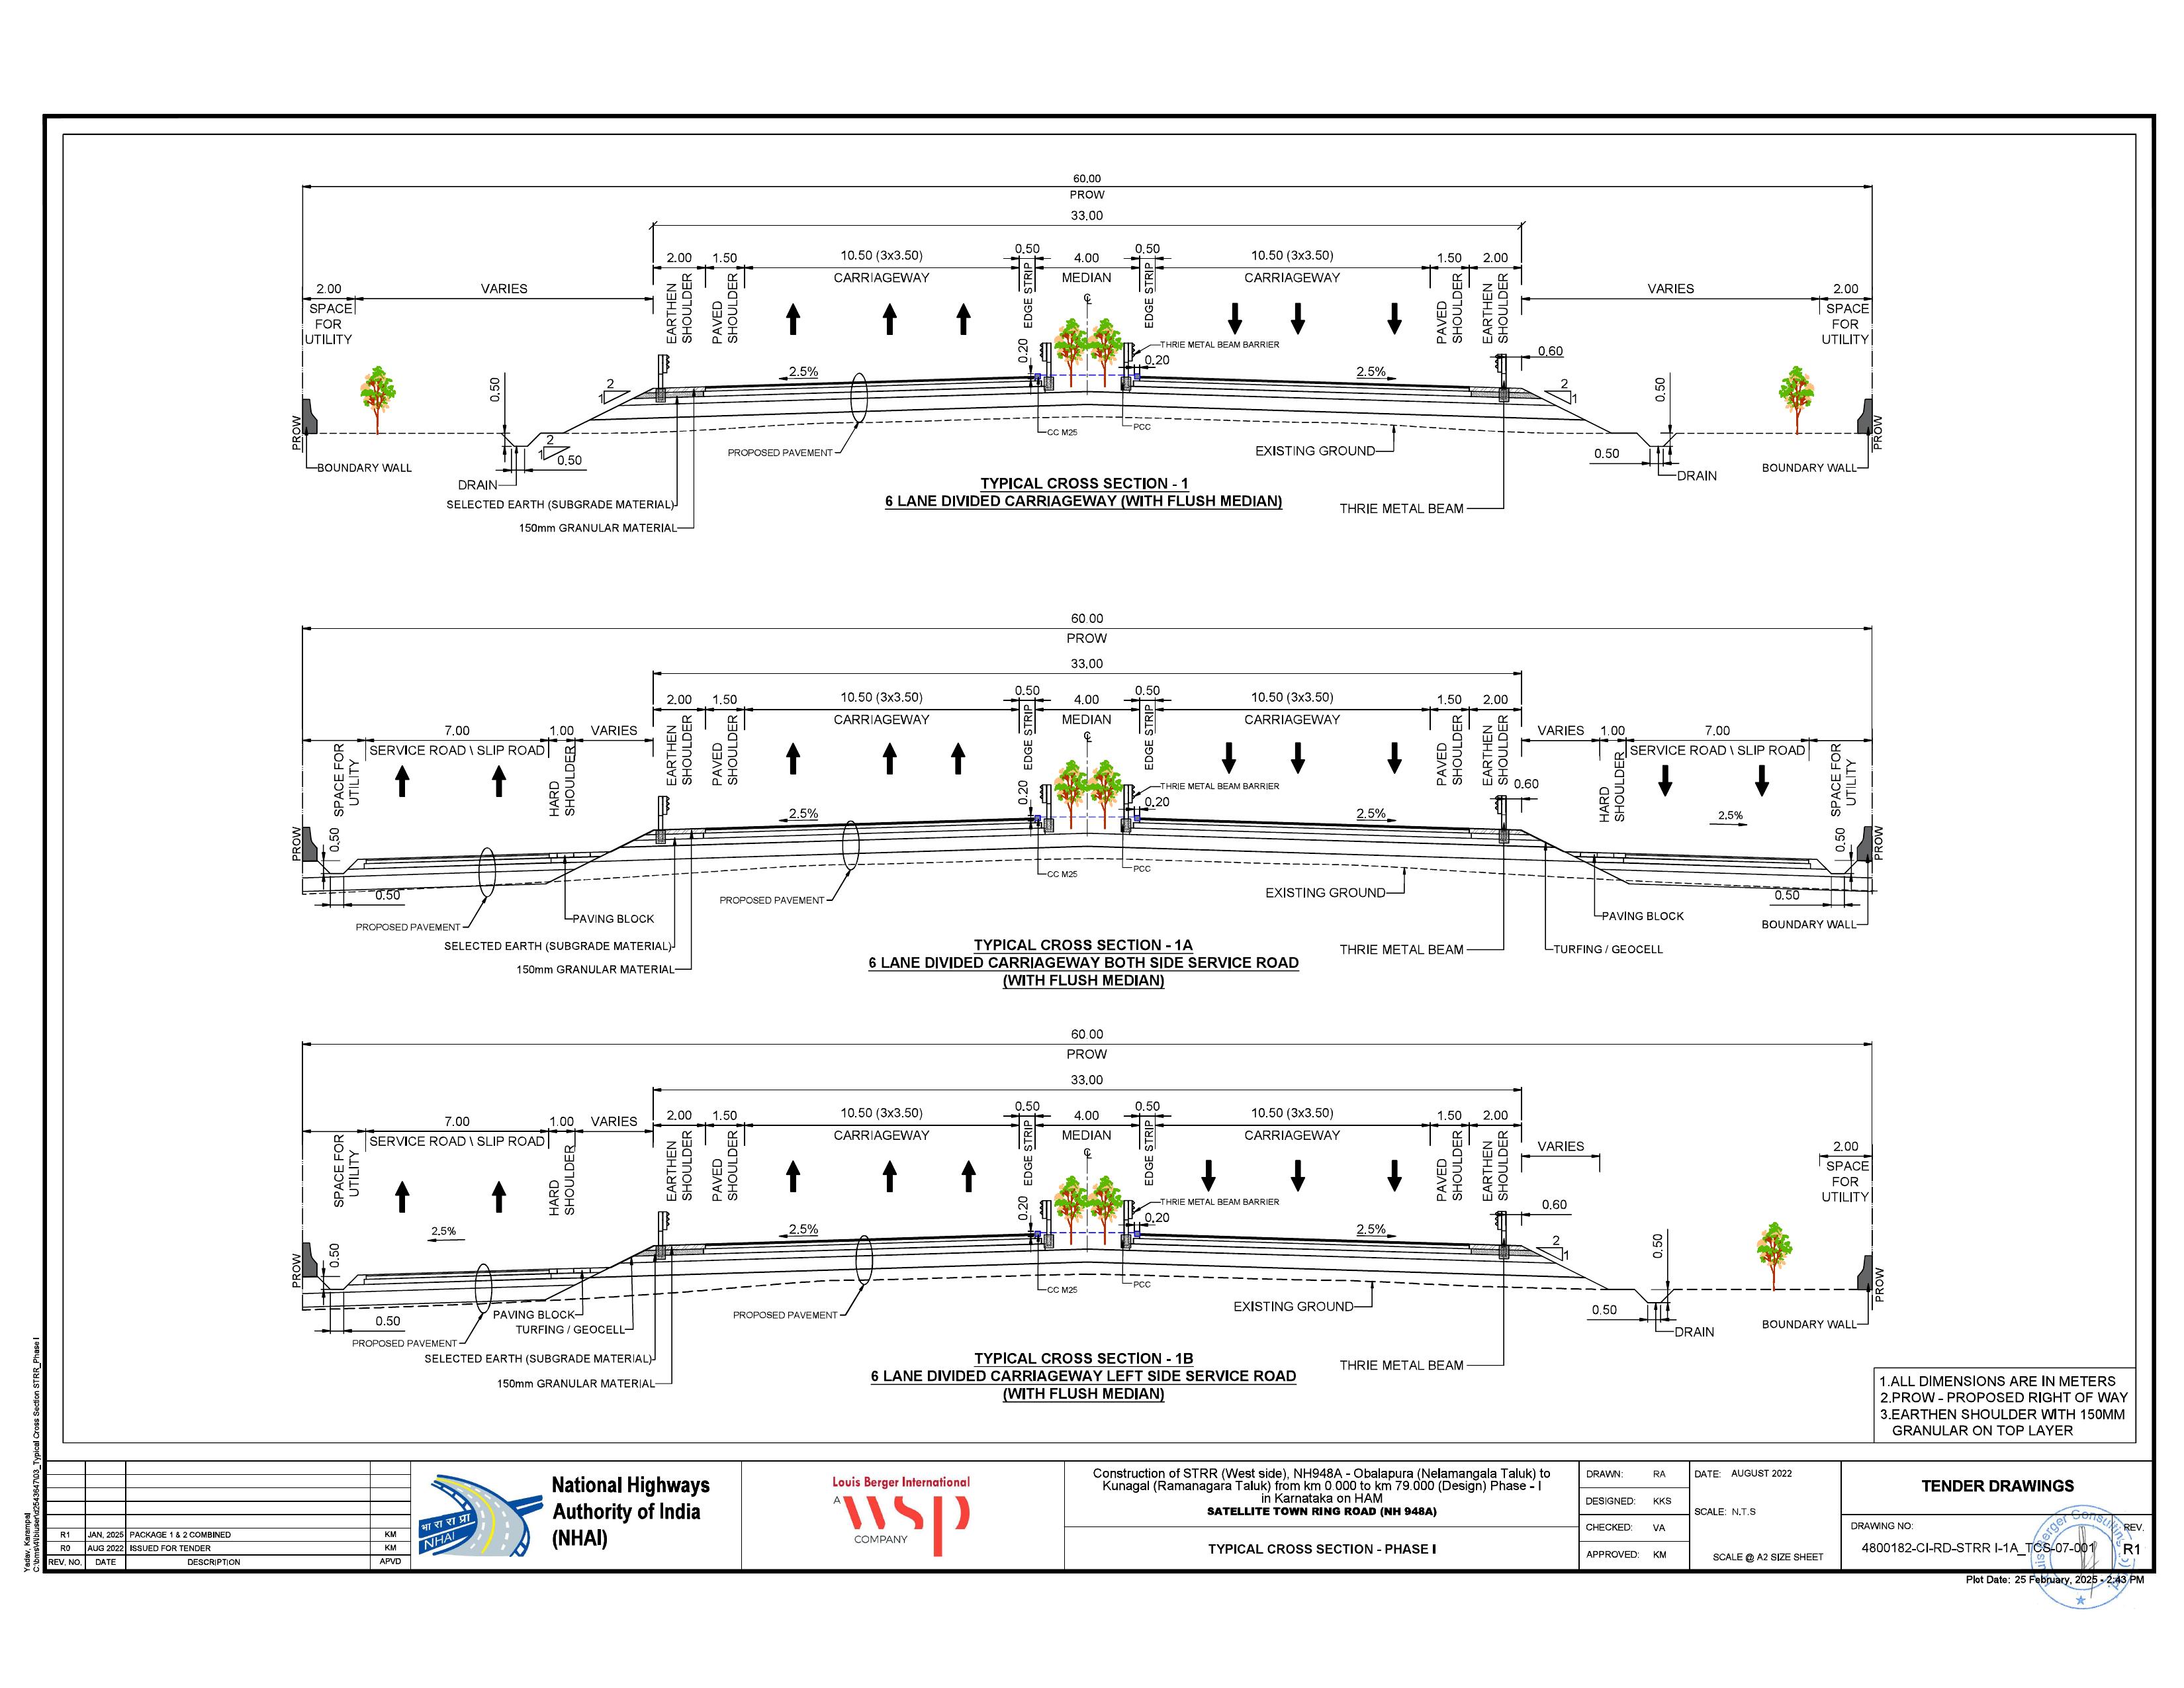 60.00
PROW
33.00
2.00 1.50 10.50 (3x3.50) 0.50 4.00 0.50 10.50 (3x3.50) 1.50 2.00
EARTHEN SHOULDER
PAVED SHOULDER
CARRIAGEWAY
EDGE STRIP
MEDIAN
EDGE STRIP
CARRIAGEWAY
PAVED SHOULDER
EARTHEN SHOULDER
2.00 VARIES
SPACE
FOR
UTILITY
VARIES 2.00
SPACE
FOR
UTILITY
THRIE METAL BEAM BARRIER
0.20
0.20
0.60
2.5%
2.5%
2
1
2
1
0.50
0.50
PROW
PROW
2
1
0.50
BOUNDARY WALL
DRAIN
SELECTED EARTH (SUBGRADE MATERIAL)
150mm GRANULAR MATERIAL
PROPOSED PAVEMENT
CC M25
PCC
EXISTING GROUND
0.50
DRAIN
BOUNDARY WALL
THRIE METAL BEAM
TYPICAL CROSS SECTION - 1
6 LANE DIVIDED CARRIAGEWAY (WITH FLUSH MEDIAN)
60.00
PROW
33.00
2.00 1.50 10.50 (3x3.50) 0.50 4.00 0.50 10.50 (3x3.50) 1.50 2.00
EARTHEN SHOULDER
PAVED SHOULDER
CARRIAGEWAY
EDGE STRIP
MEDIAN
EDGE STRIP
CARRIAGEWAY
PAVED SHOULDER
EARTHEN SHOULDER
7.00 1.00 VARIES
SERVICE ROAD \ SLIP ROAD
SPACE FOR UTILITY
HARD SHOULDER
VARIES 1.00 7.00
SERVICE ROAD \ SLIP ROAD
HARD SHOULDER
SPACE FOR UTILITY
THRIE METAL BEAM BARRIER
0.20
0.20
0.60
2.5%
2.5%
2.5%
0.50
0.50
PROW
PROW
0.50
PROPOSED PAVEMENT
PAVING BLOCK
SELECTED EARTH (SUBGRADE MATERIAL)
150mm GRANULAR MATERIAL
PROPOSED PAVEMENT
CC M25
PCC
EXISTING GROUND
THRIE METAL BEAM
PAVING BLOCK
TURFING / GEOCELL
0.50
BOUNDARY WALL
TYPICAL CROSS SECTION - 1A
6 LANE DIVIDED CARRIAGEWAY BOTH SIDE SERVICE ROAD
(WITH FLUSH MEDIAN)
60.00
PROW
33.00
2.00 1.50 10.50 (3x3.50) 0.50 4.00 0.50 10.50 (3x3.50) 1.50 2.00
EARTHEN SHOULDER
PAVED SHOULDER
CARRIAGEWAY
EDGE STRIP
MEDIAN
EDGE STRIP
CARRIAGEWAY
PAVED SHOULDER
EARTHEN SHOULDER
7.00 1.00 VARIES
SERVICE ROAD \ SLIP ROAD
SPACE FOR UTILITY
HARD SHOULDER
VARIES
2.00
SPACE
FOR
UTILITY
THRIE METAL BEAM BARRIER
0.20
0.20
0.60
2.5%
2.5%
2.5%
2
1
0.50
0.50
PROW
PROW
0.50
PROPOSED PAVEMENT
PAVING BLOCK
TURFING / GEOCELL
SELECTED EARTH (SUBGRADE MATERIAL)
150mm GRANULAR MATERIAL
PROPOSED PAVEMENT
CC M25
PCC
EXISTING GROUND
THRIE METAL BEAM
0.50
DRAIN
BOUNDARY WALL
TYPICAL CROSS SECTION - 1B
6 LANE DIVIDED CARRIAGEWAY LEFT SIDE SERVICE ROAD
(WITH FLUSH MEDIAN)
1.ALL DIMENSIONS ARE IN METERS
2.PROW - PROPOSED RIGHT OF WAY
3.EARTHEN SHOULDER WITH 150MM
GRANULAR ON TOP LAYER
R1 JAN, 2025 PACKAGE 1 & 2 COMBINED KM
R0 AUG 2022 ISSUED FOR TENDER KM
REV. NO. DATE DESCRIPTION APVD
भा रा रा प्रा
NHAI
National Highways
Authority of India
(NHAI)
Louis Berger International
A wsp
COMPANY
Construction of STRR (West side), NH948A - Obalapura (Nelamangala Taluk) to
Kunagal (Ramanagara Taluk) from km 0.000 to km 79.000 (Design) Phase - I
in Karnataka on HAM
SATELLITE TOWN RING ROAD (NH 948A)
TYPICAL CROSS SECTION - PHASE I
DRAWN: RA
DESIGNED: KKS
CHECKED: VA
APPROVED: KM
DATE: AUGUST 2022
SCALE: N.T.S
SCALE @ A2 SIZE SHEET
TENDER DRAWINGS
DRAWING NO:
4800182-CI-RD-STRR I-1A_TCS-07-001
REV.
R1
Plot Date: 25 February, 2025 - 2:43 PM
Yadav, Karampal